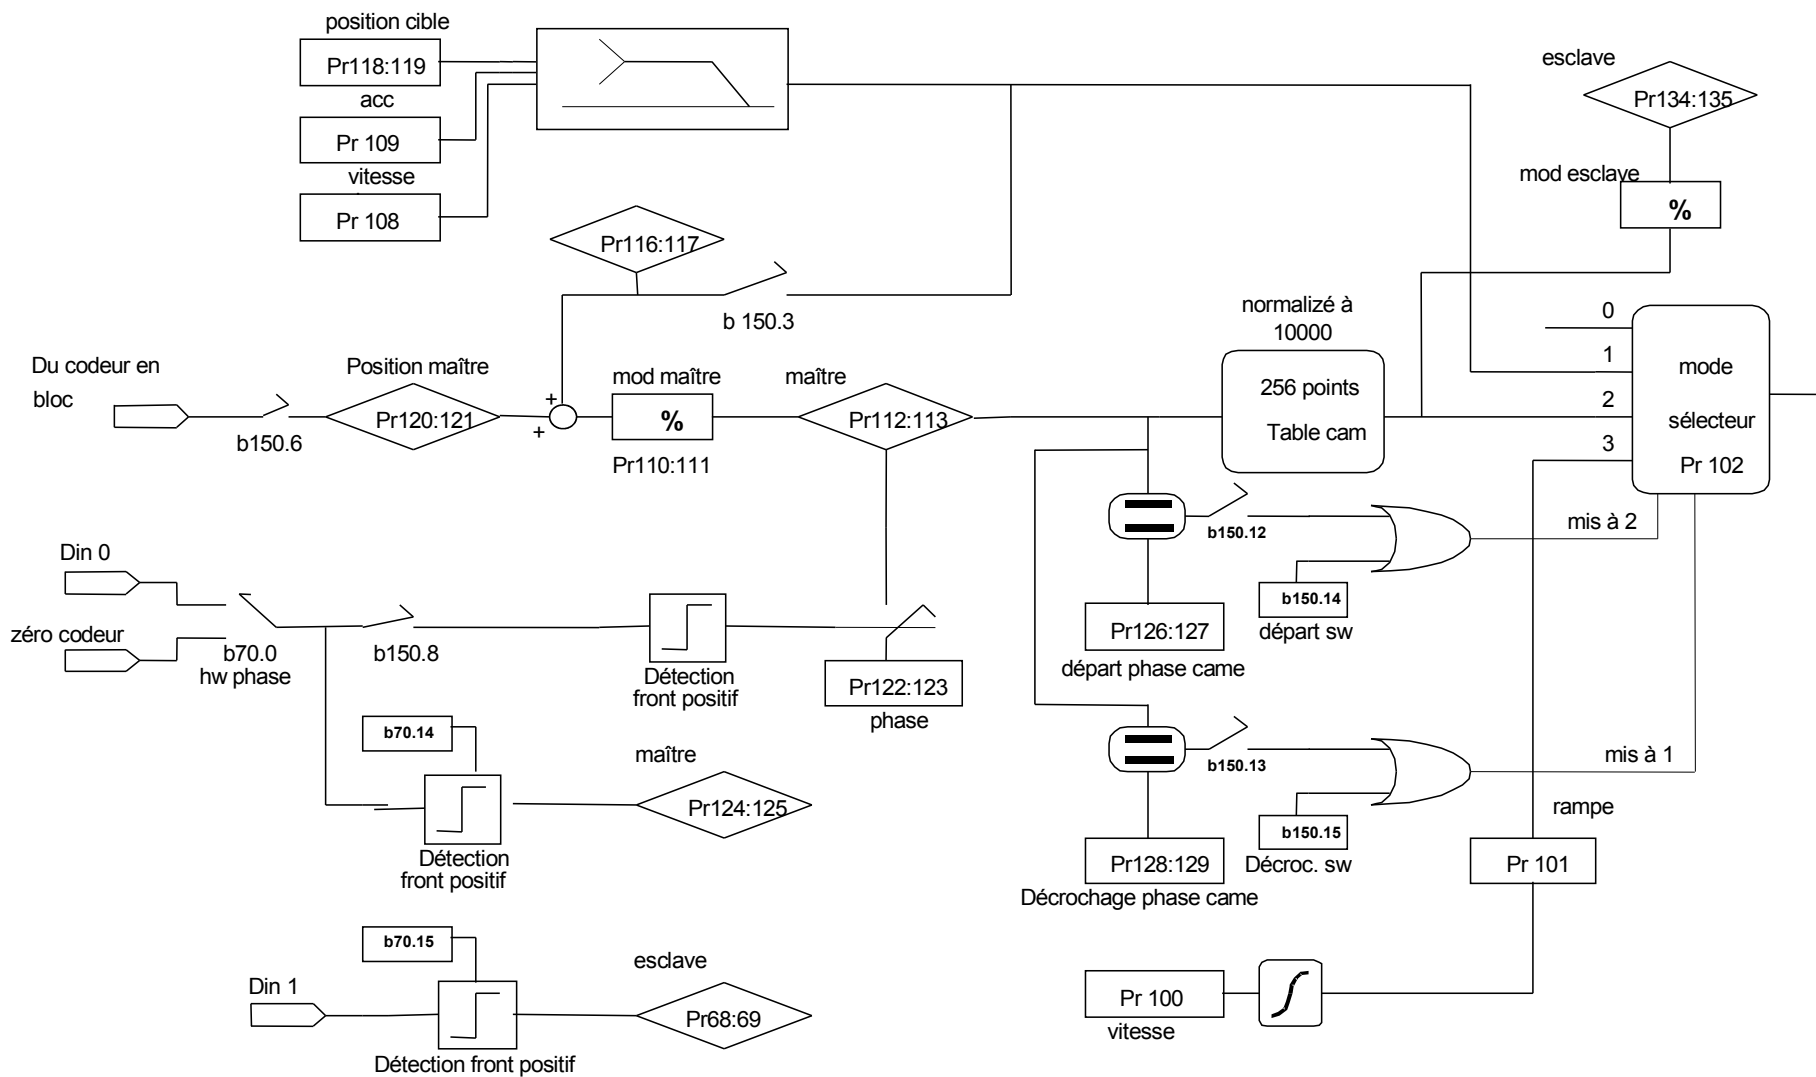 position cible
Pr118:119
acc
Pr 109
vitesse
Pr 108
esclave
Pr134:135
mod esclave
%
Pr116:117
b 150.3
Du codeur en
bloc
b150.6
Position maître
Pr120:121
+
+
mod maître
%
Pr110:111
maître
Pr112:113
normalizé à
10000
256 points
Table cam
0
1
2
3
mode
sélecteur
Pr 102
b150.12
mis à 2
b150.14
départ sw
Pr126:127
départ phase came
Din 0
zéro codeur
b70.0
hw phase
b150.8
Détection
front positif
Pr122:123
phase
b70.14
maître
Pr124:125
Détection
front positif
b150.13
mis à 1
b150.15
Décroc. sw
Pr128:129
Décrochage phase came
rampe
Pr 101
b70.15
esclave
Din 1
Pr68:69
Détection front positif
Pr 100
vitesse